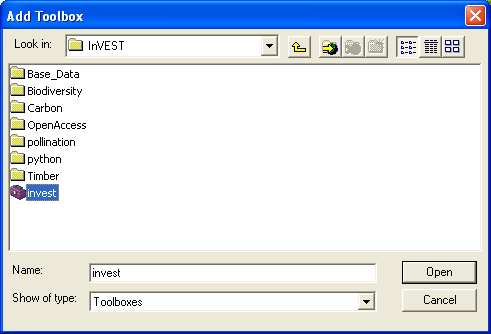 Add Toolbox
Look in: InVEST
Base_Data
Biodiversity
Carbon
OpenAccess
pollination
python
Timber
invest
Name: invest Open
Show of type: Toolboxes Cancel